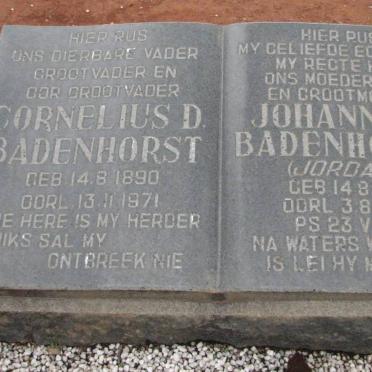 HIER RUS
ONS DIERBARE VADER
GROOTVADER EN
OOR GROOTVADER
CORNELIUS D.
BADENHORST
GEB 14.8.1890
OORL 13.11.1971
DIE HERE IS MY HERDER
NIKS SAL MY
ONTBREEK NIE
HIER RUS
MY GELIEFDE
MY REGTE
ONS MOEDER
EN GROOTMO
JOHANN
BADENHO
(JORDA
GEB 14.8
OORL 3.8
PS 23 V
NA WATERS
IS LEI HY M